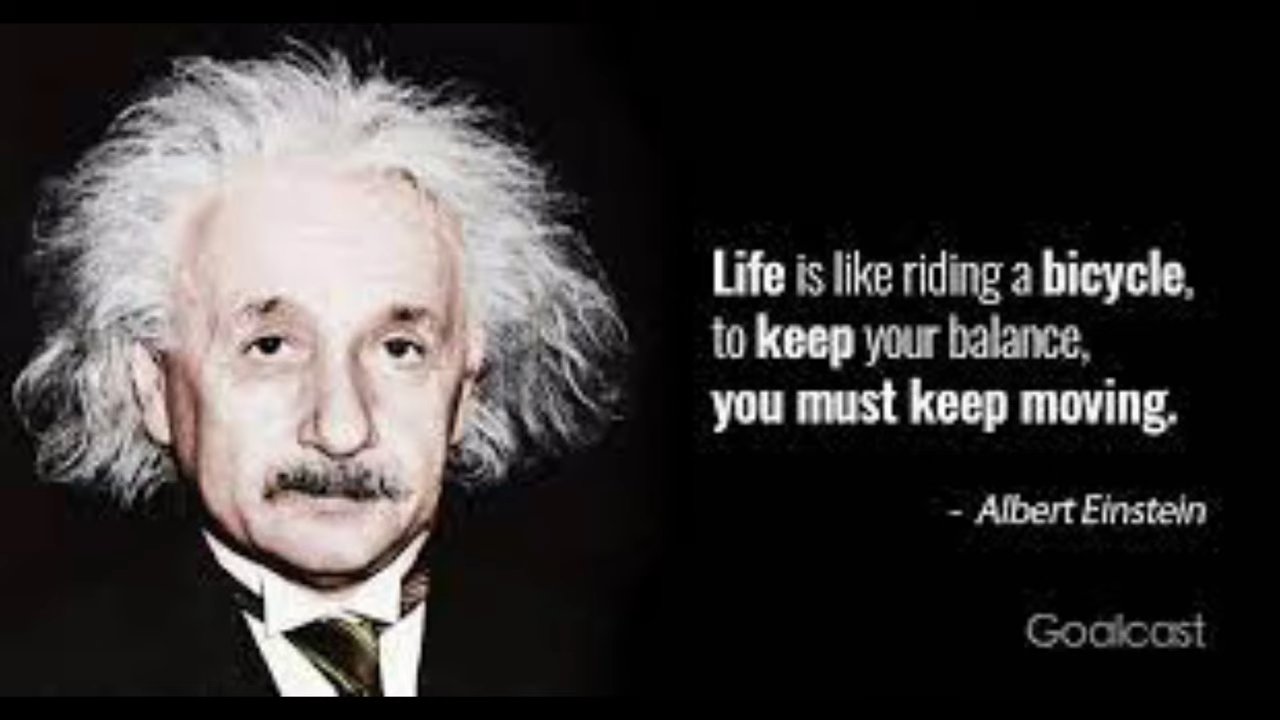 Life is like riding a bicycle,
to keep your balance,
you must keep moving.
- Albert Einstein
Goalcast